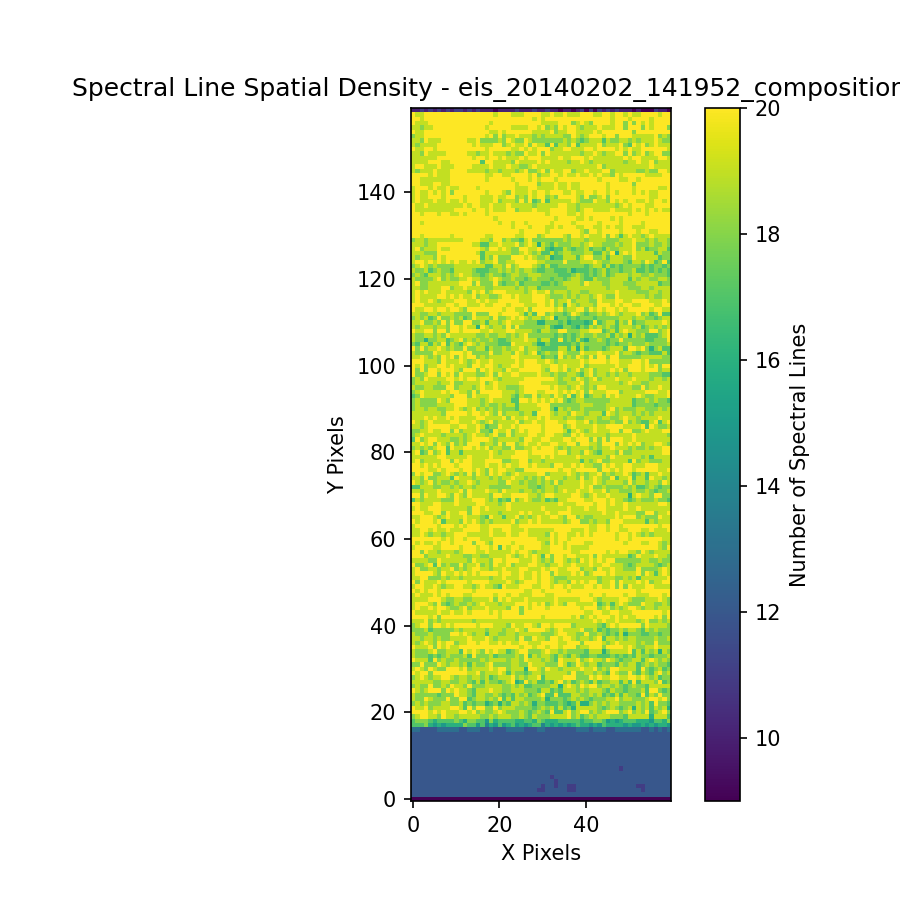 Spectral Line Spatial Density - eis_20140202_141952_composition
140
120
100
80
60
40
20
0
0 20 40
X Pixels
Y Pixels
20
18
16
14
12
10
Number of Spectral Lines